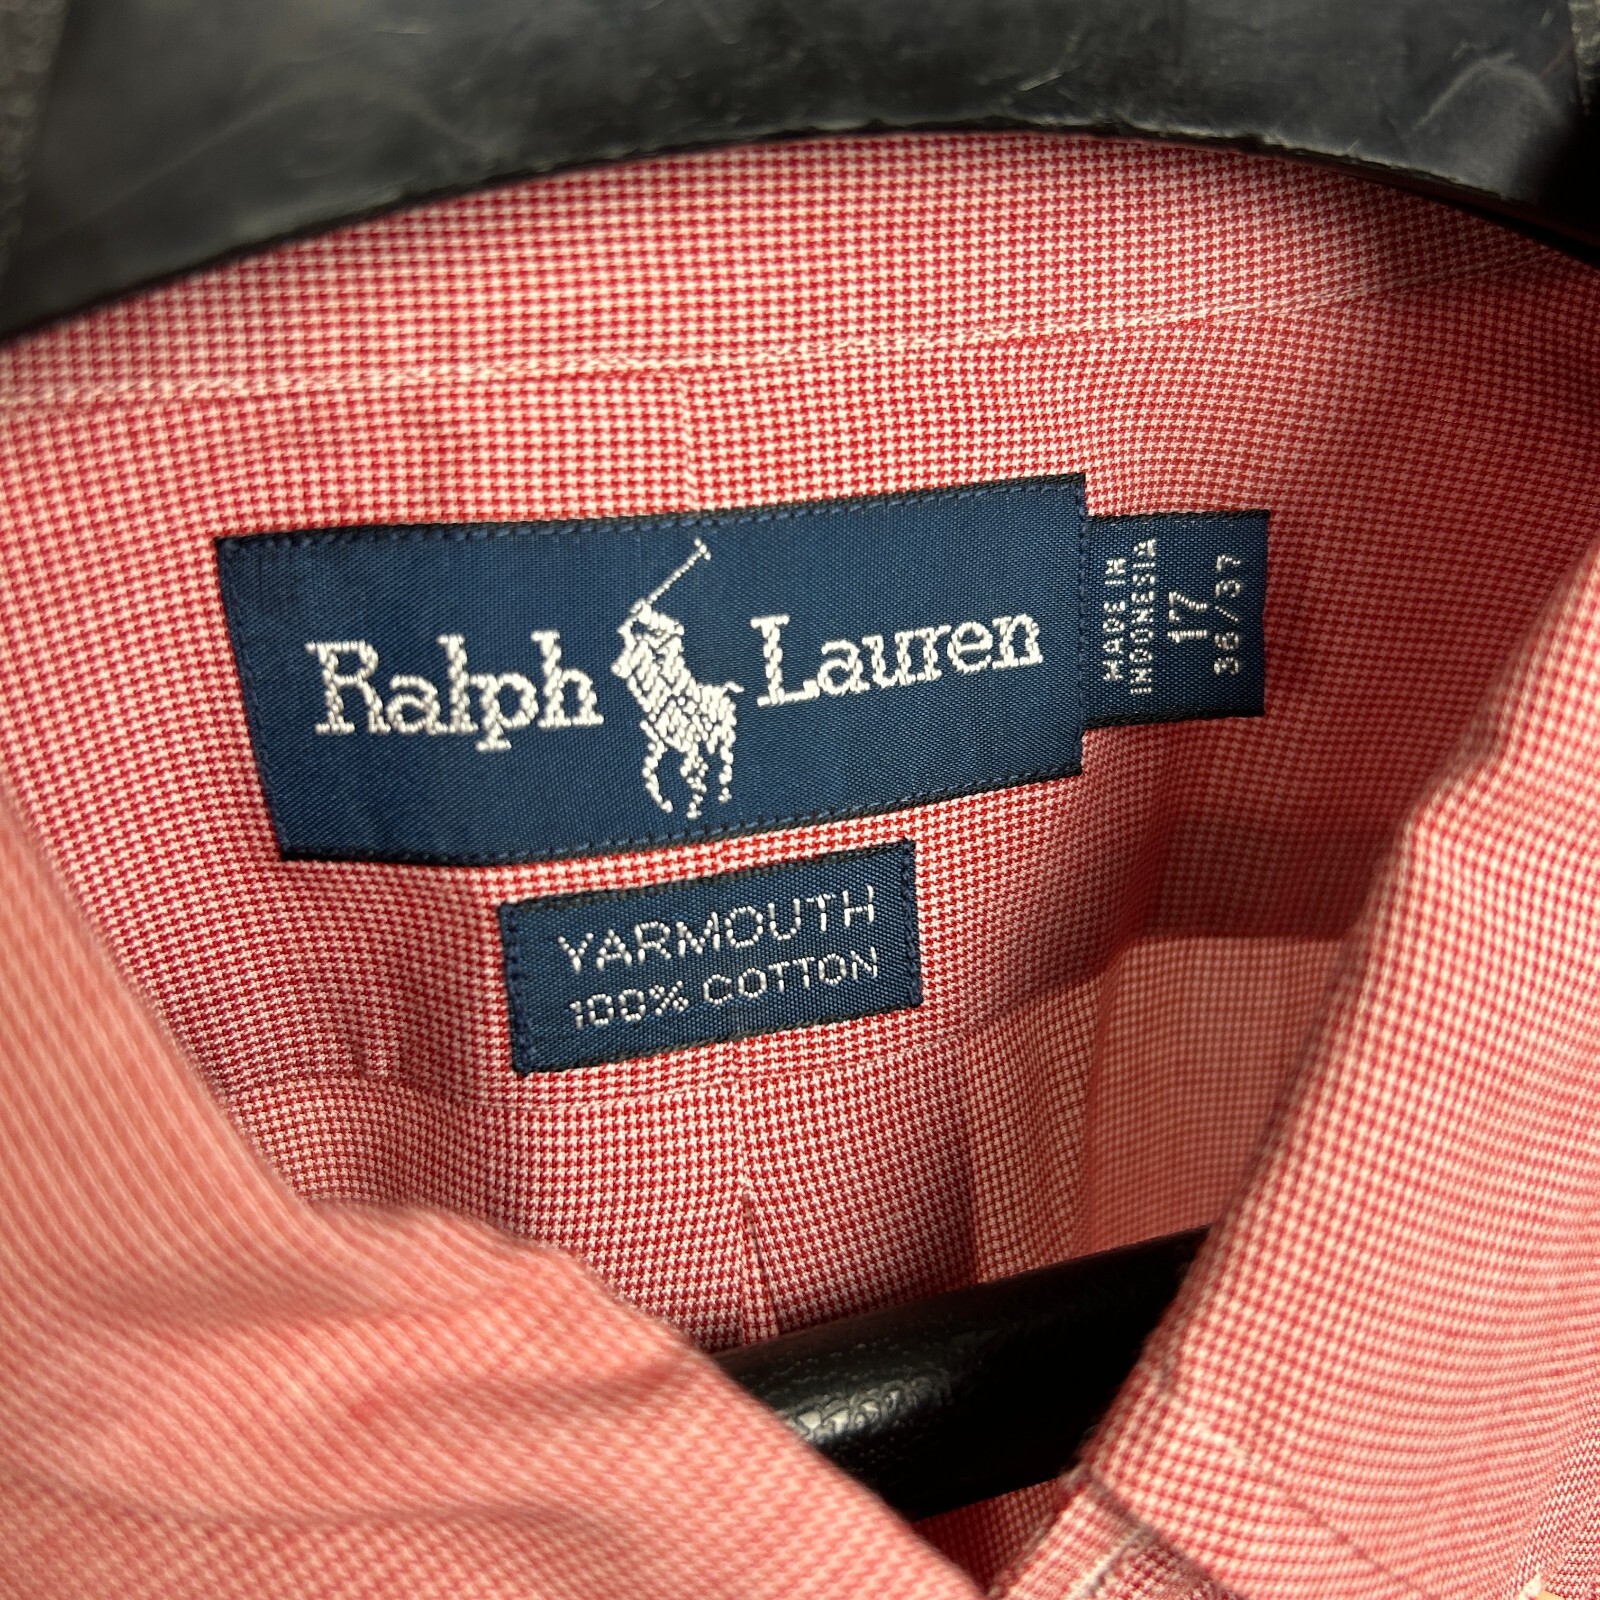 Ralph Lauren
MADE IN
INDONESIA
17
36/37
YARMOUTH
100% COTTON